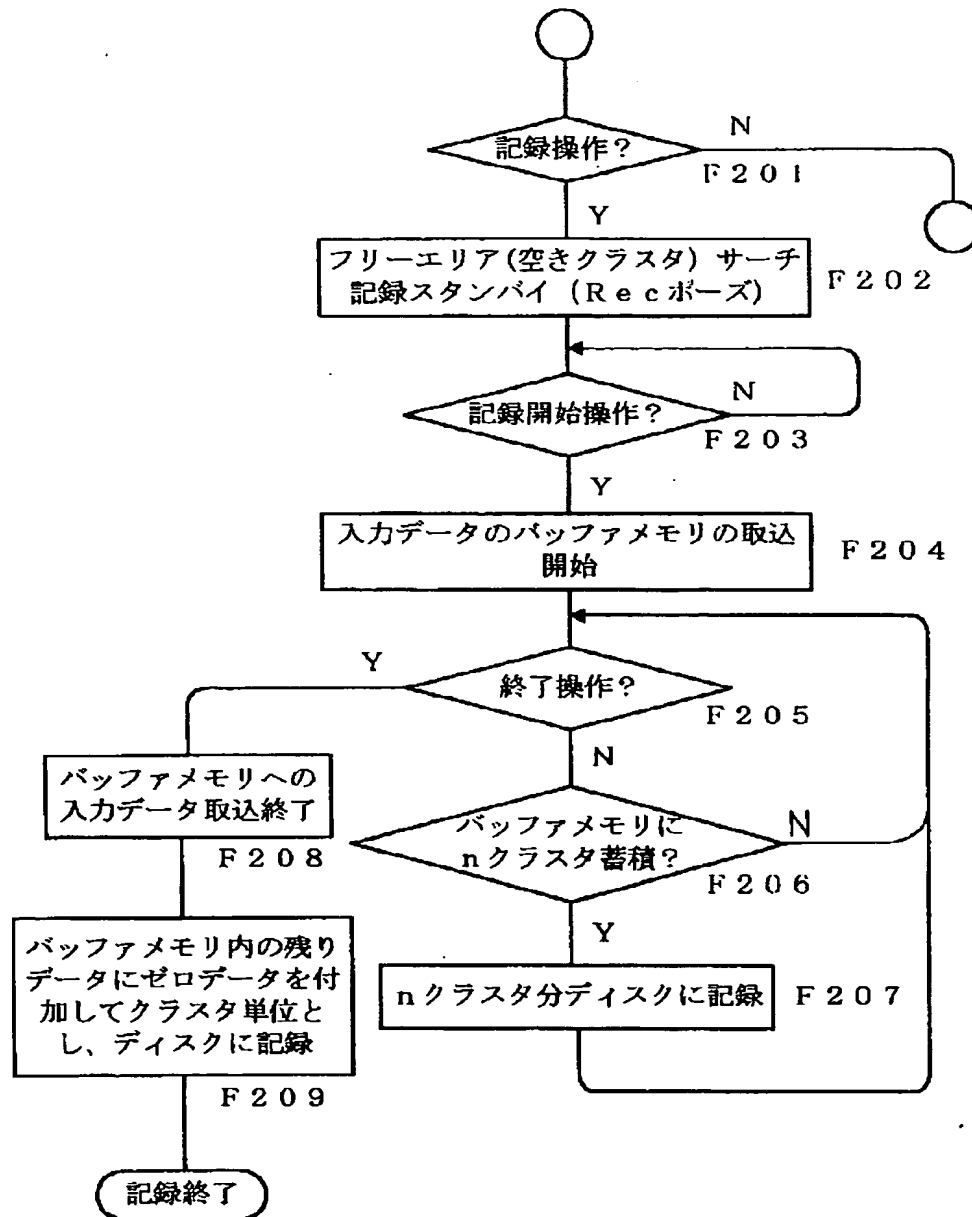 記録操作？
N
F201
Y
フリーエリア(空きクラスタ) サーチ
記録スタンバイ (Recポーズ)
F202
記録開始操作？
N
F203
Y
入力データのバッファメモリの取込
開始
F204
終了操作？
Y
F205
N
バッファメモリへの
入力データ取込終了
F208
バッファメモリに
nクラスタ蓄積？
N
F206
Y
nクラスタ分ディスクに記録
F207
バッファメモリ内の残り
データにゼロデータを付
加してクラスタ単位と
し、ディスクに記録
F209
記録終了